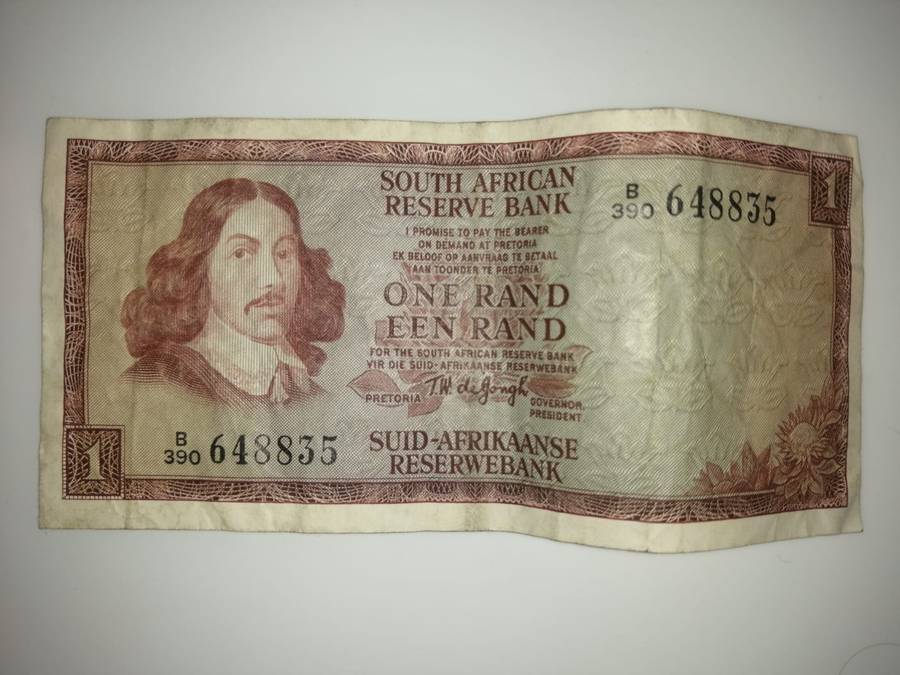 1
SOUTH AFRICAN
RESERVE BANK
B
390 648835
I PROMISE TO PAY THE BEARER
ON DEMAND AT PRETORIA
EK BELOOF OP AANVRAAG TE BETAAL
AAN TOONDER TE PRETORIA
ONE RAND
EEN RAND
FOR THE SOUTH AFRICAN RESERVE BANK
VIR DIE SUID-AFRIKAANSE RESERWEBANK
PRETORIA T.W. de Jongh
GOVERNOR.
PRESIDENT.
1
B
390 648835
SUID-AFRIKAANSE
RESERWEBANK